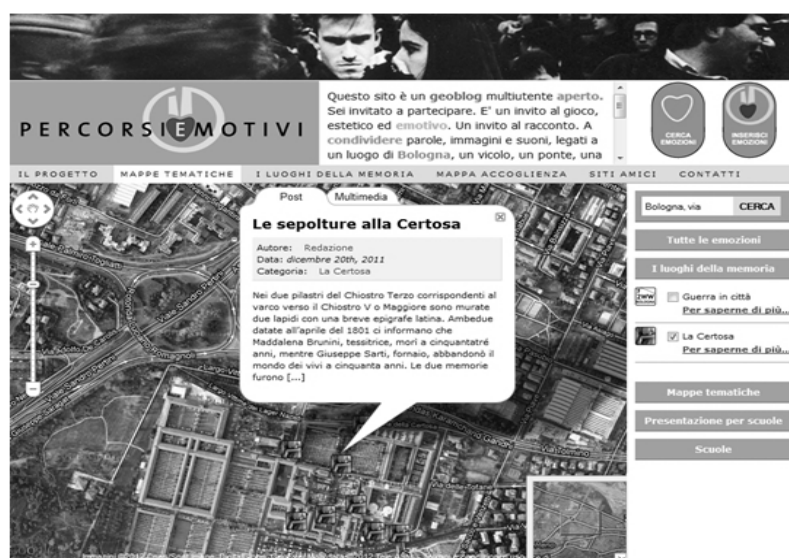 PERCORSIEMOTIVI
Questo sito è un geoblog multiutente aperto.
Sei invitato a partecipare. E' un invito al gioco,
estetico ed emotivo. Un invito al racconto. A
condividere parole, immagini e suoni, legati a
un luogo di Bologna, un vicolo, un ponte, una
CERCA
EMOZIONI
INSERISCI
EMOZIONI
IL PROGETTO MAPPE TEMATICHE I LUOGHI DELLA MEMORIA MAPPA ACCOGLIENZA SITI AMICI CONTATTI
Post Multimedia
Le sepolture alla Certosa
Autore: Redazione
Data: dicembre 20th, 2011
Categoria: La Certosa
Nei due pilastri del Chiostro Terzo corrispondenti al
varco verso il Chiostro V o Maggiore sono murate
due lapidi con una breve epigrafe latina. Ambedue
datate all'aprile del 1801 ci informano che
Maddalena Brunini, tessitrice, morì a cinquantatré
anni, mentre Giuseppe Sarti, fornaio, abbandonò il
mondo dei vivi a cinquanta anni. Le due memorie
furono [...]
Bologna, via CERCA
Tutte le emozioni
I luoghi della memoria
2WW
Guerra in città
Per saperne di più...
La Certosa
Per saperne di più...
Mappe tematiche
Presentazione per scuole
Scuole
Via delle Tofane